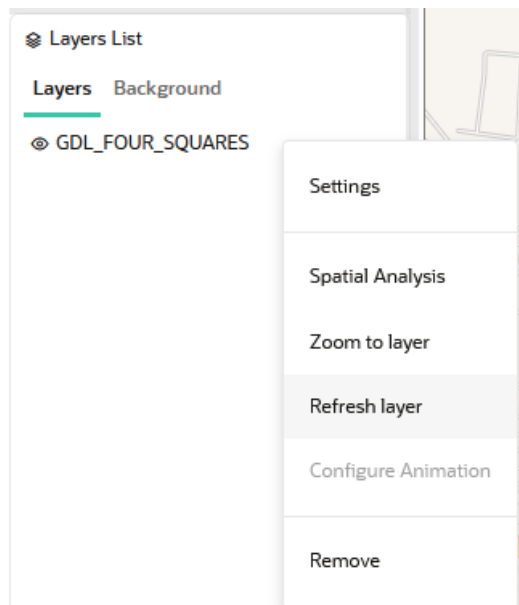 Layers List
Layers Background
GDL_FOUR_SQUARES
Settings
Spatial Analysis
Zoom to layer
Refresh layer
Configure Animation
Remove